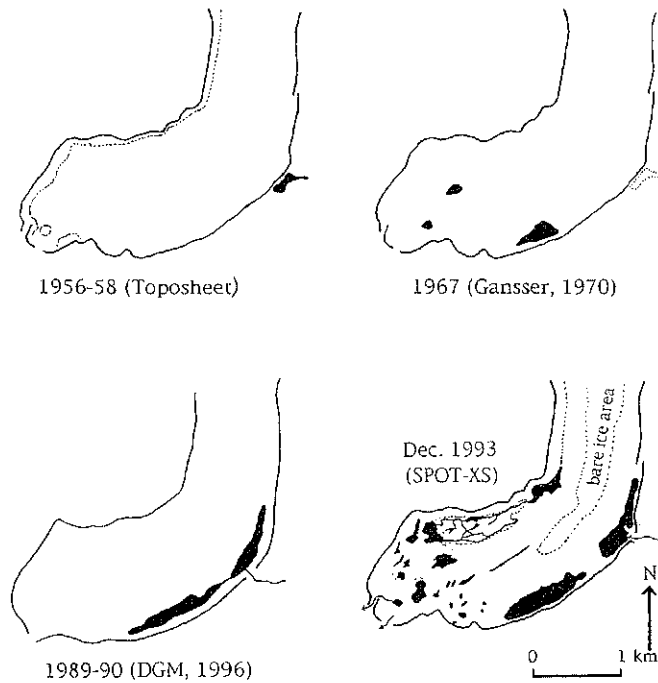 1956-58 (Toposheet)
1967 (Gansser, 1970)
Dec. 1993
(SPOT-XS)
bare ice area
N
0 1 km
1989-90 (DGM, 1996)